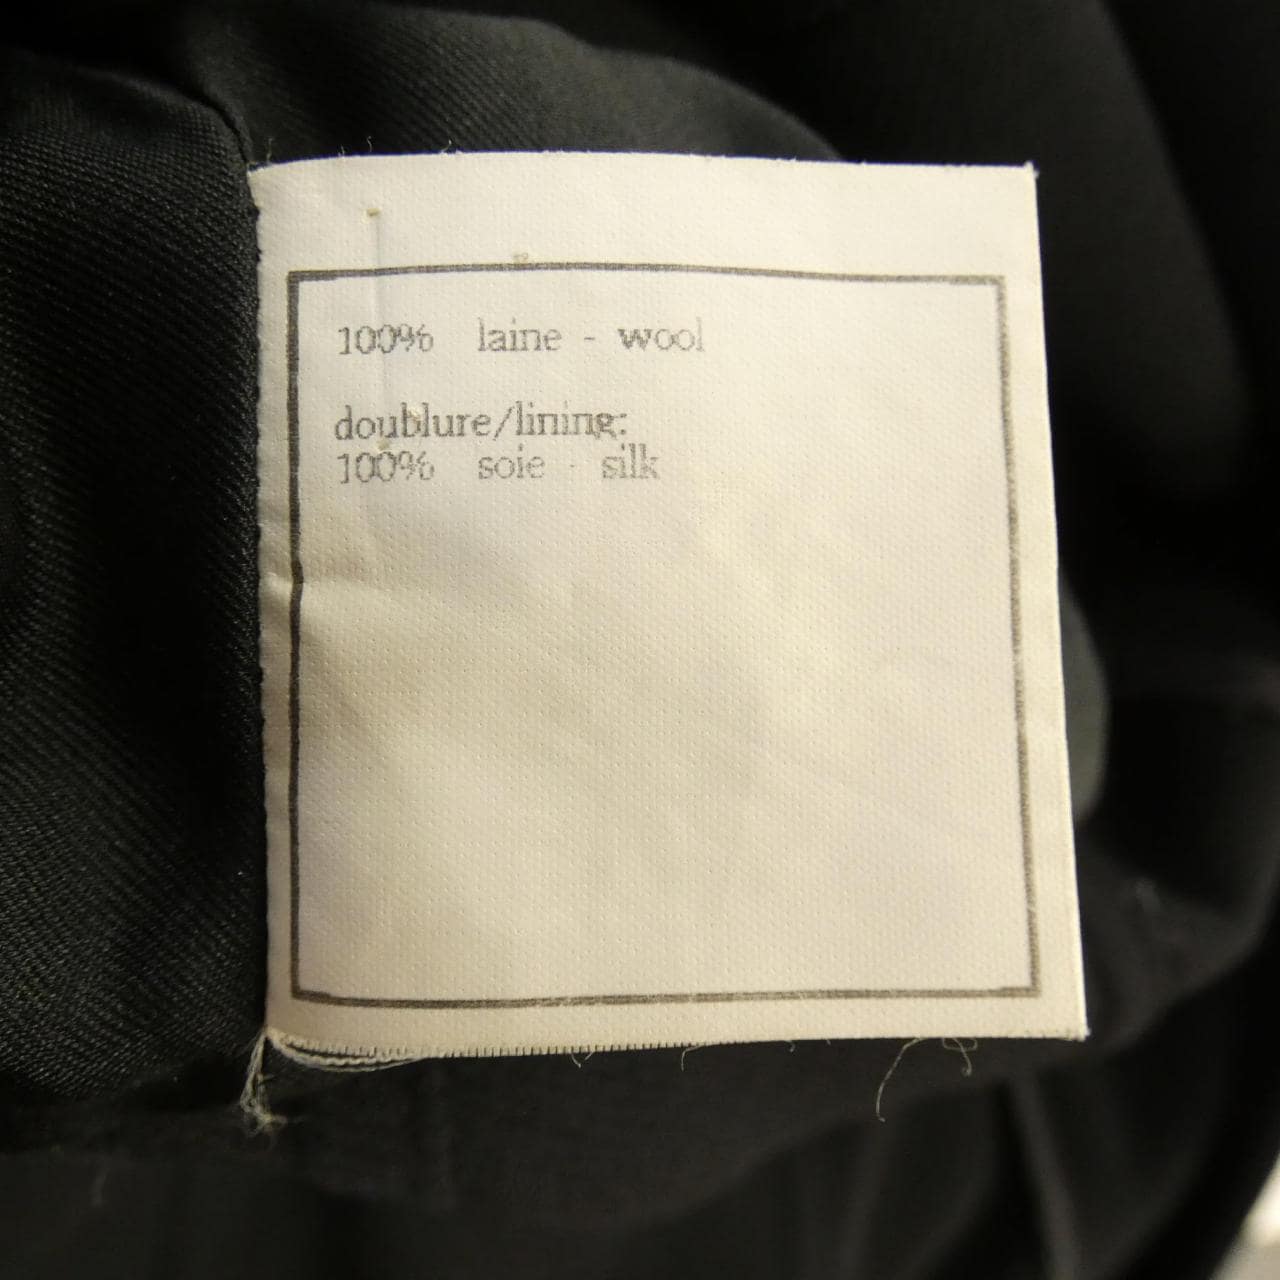 100% laine - wool
doublure/lining:
100% soie - silk